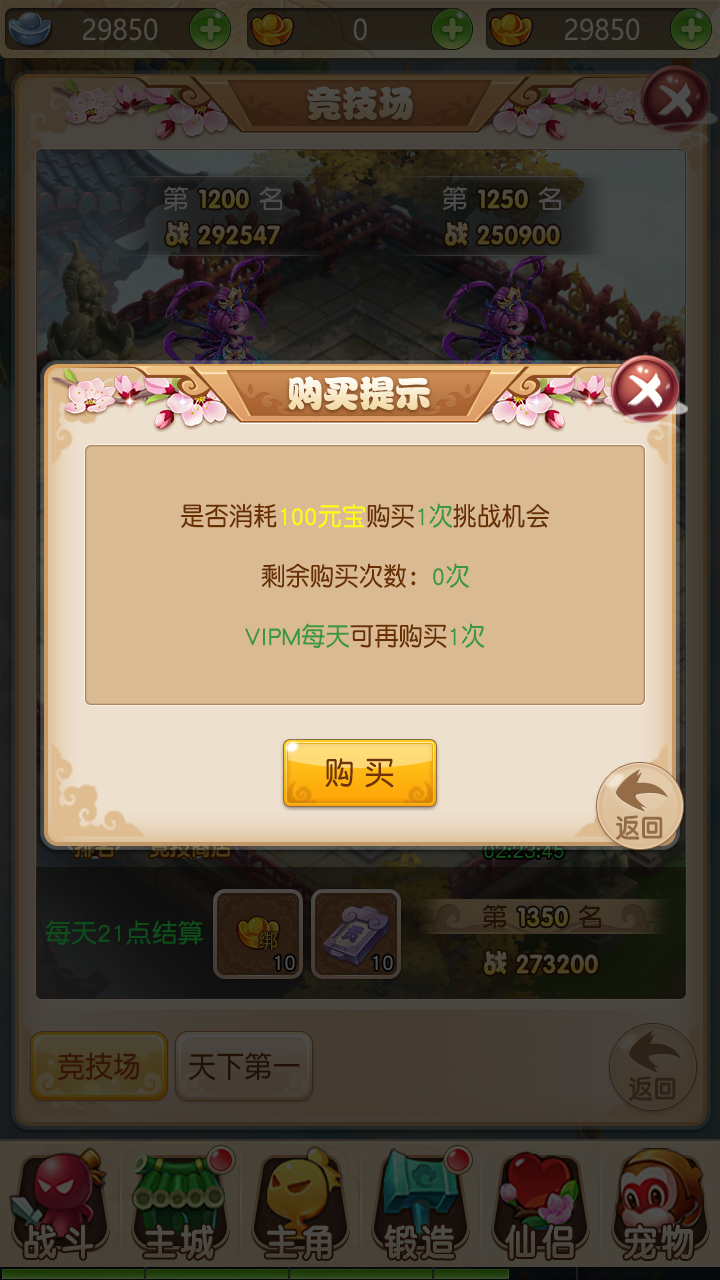 29850 0 29850
竞技场
第 1200 名 第 1250 名
战 292547 战 250900
购买提示
是否消耗100元宝购买1次挑战机会
剩余购买次数：0次
VIPM每天可再购买1次
购 买
返回
排名 竞技商店 02:23:45
每天21点结算 绑 10 10 第 1350 名
战 273200
竞技场 天下第一 返回
战斗 主城 主角 锻造 仙侣 宠物